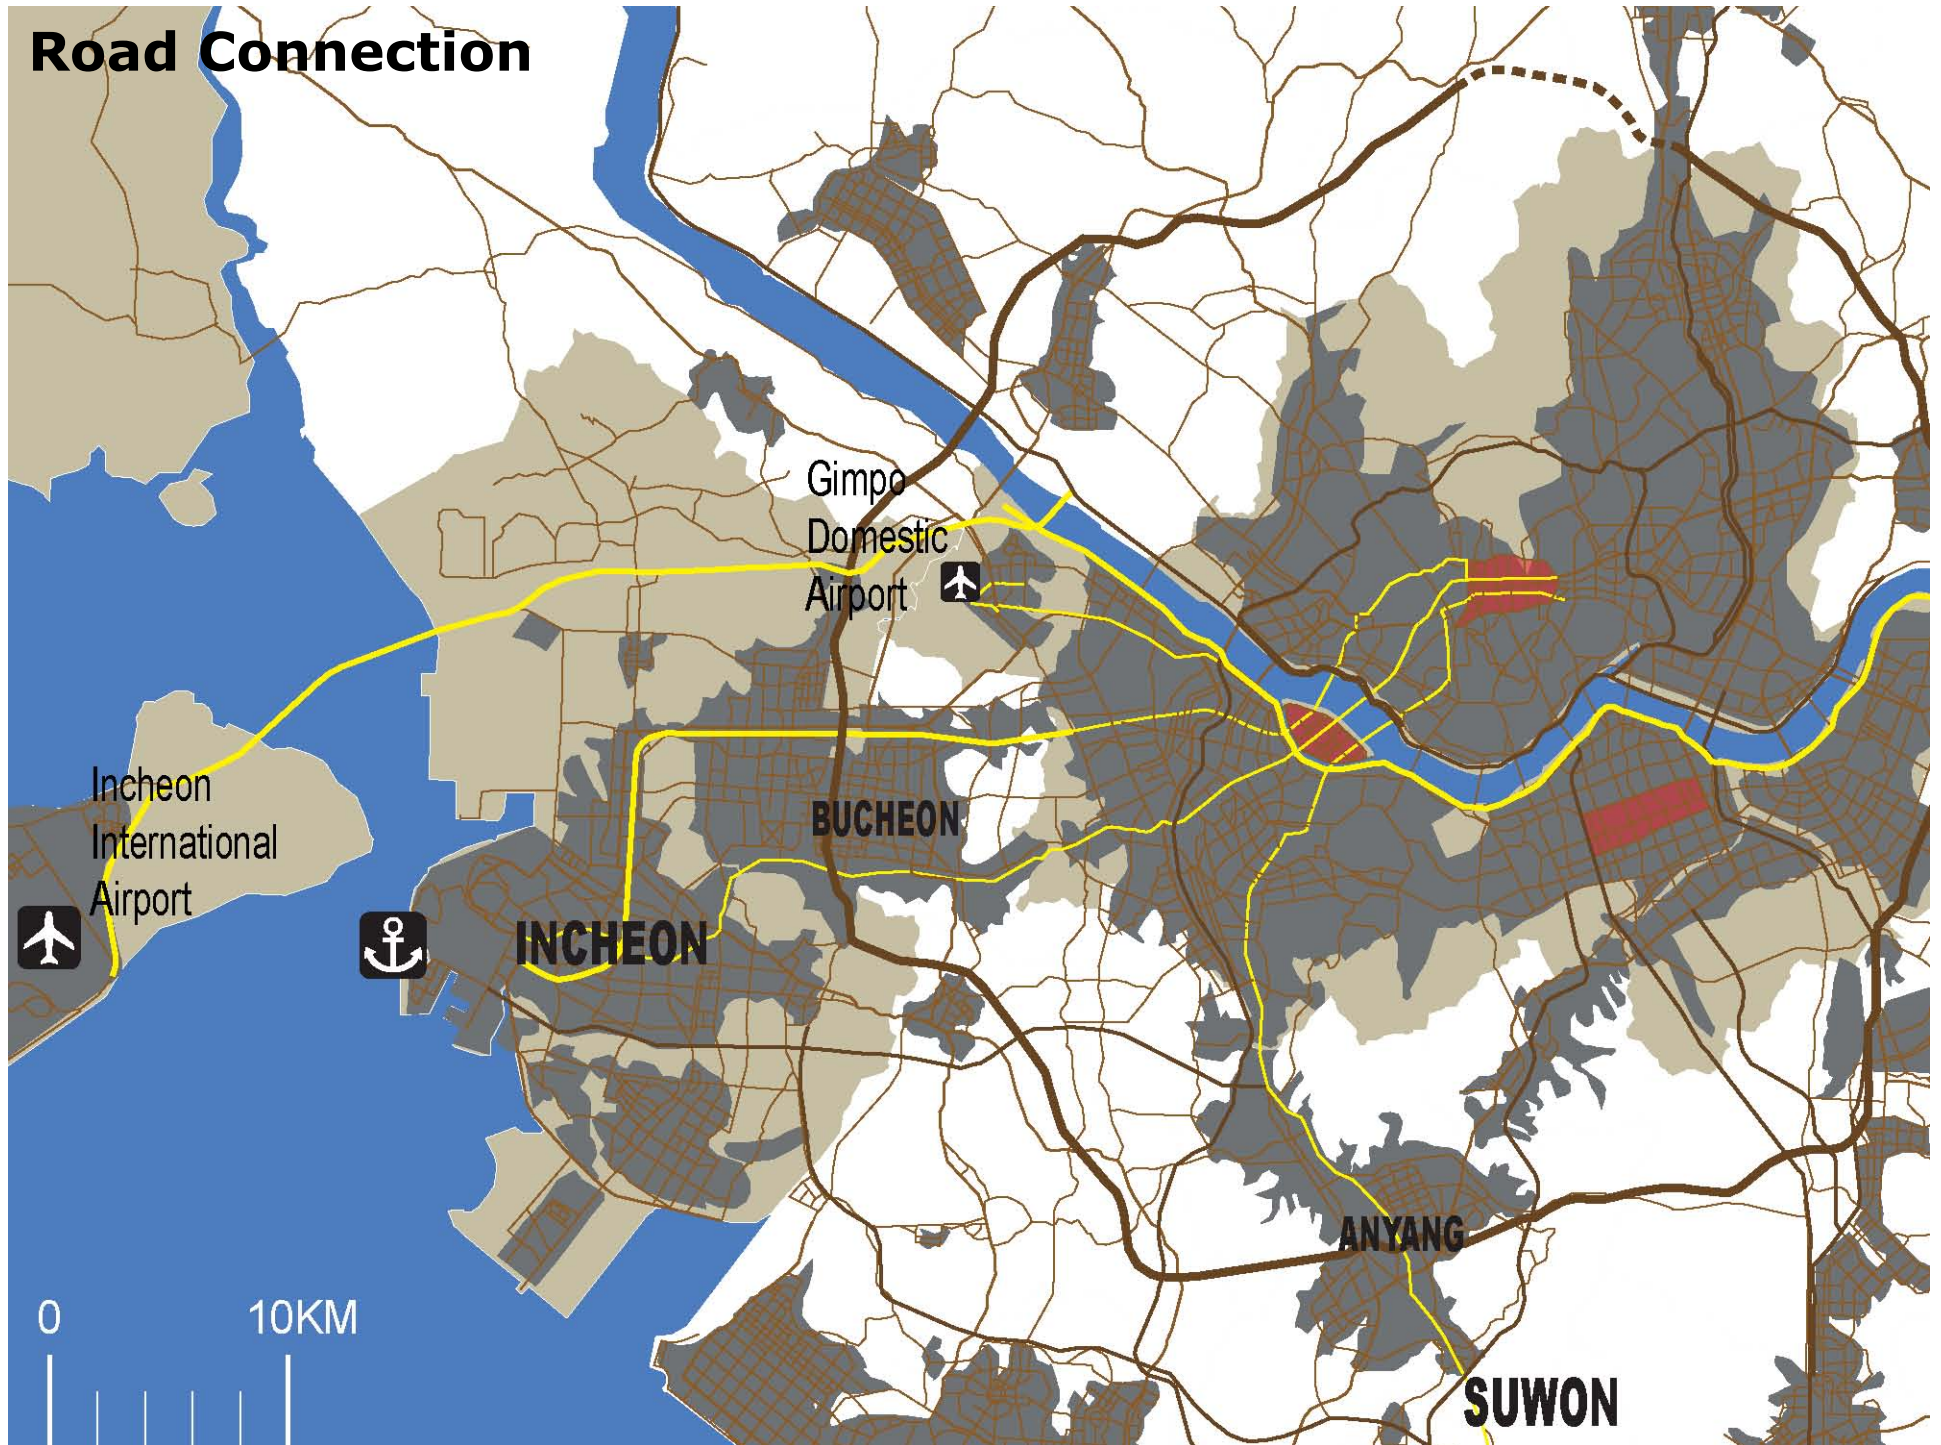 Road Connection
Gimpo
Domestic
Airport
Incheon
International
Airport
BUCHEON
INCHEON
ANYANG
SUWON
0 10KM